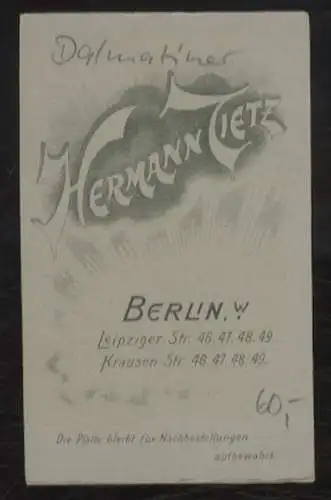 Dalmatiner
HERMANN TIETZ
BERLIN. W
Leipziger Str. 46. 47. 48. 49.
Krausen Str. 46. 47. 48. 49.
60,-
Die Platte bleibt für Nachbestellungen
aufbewahrt.